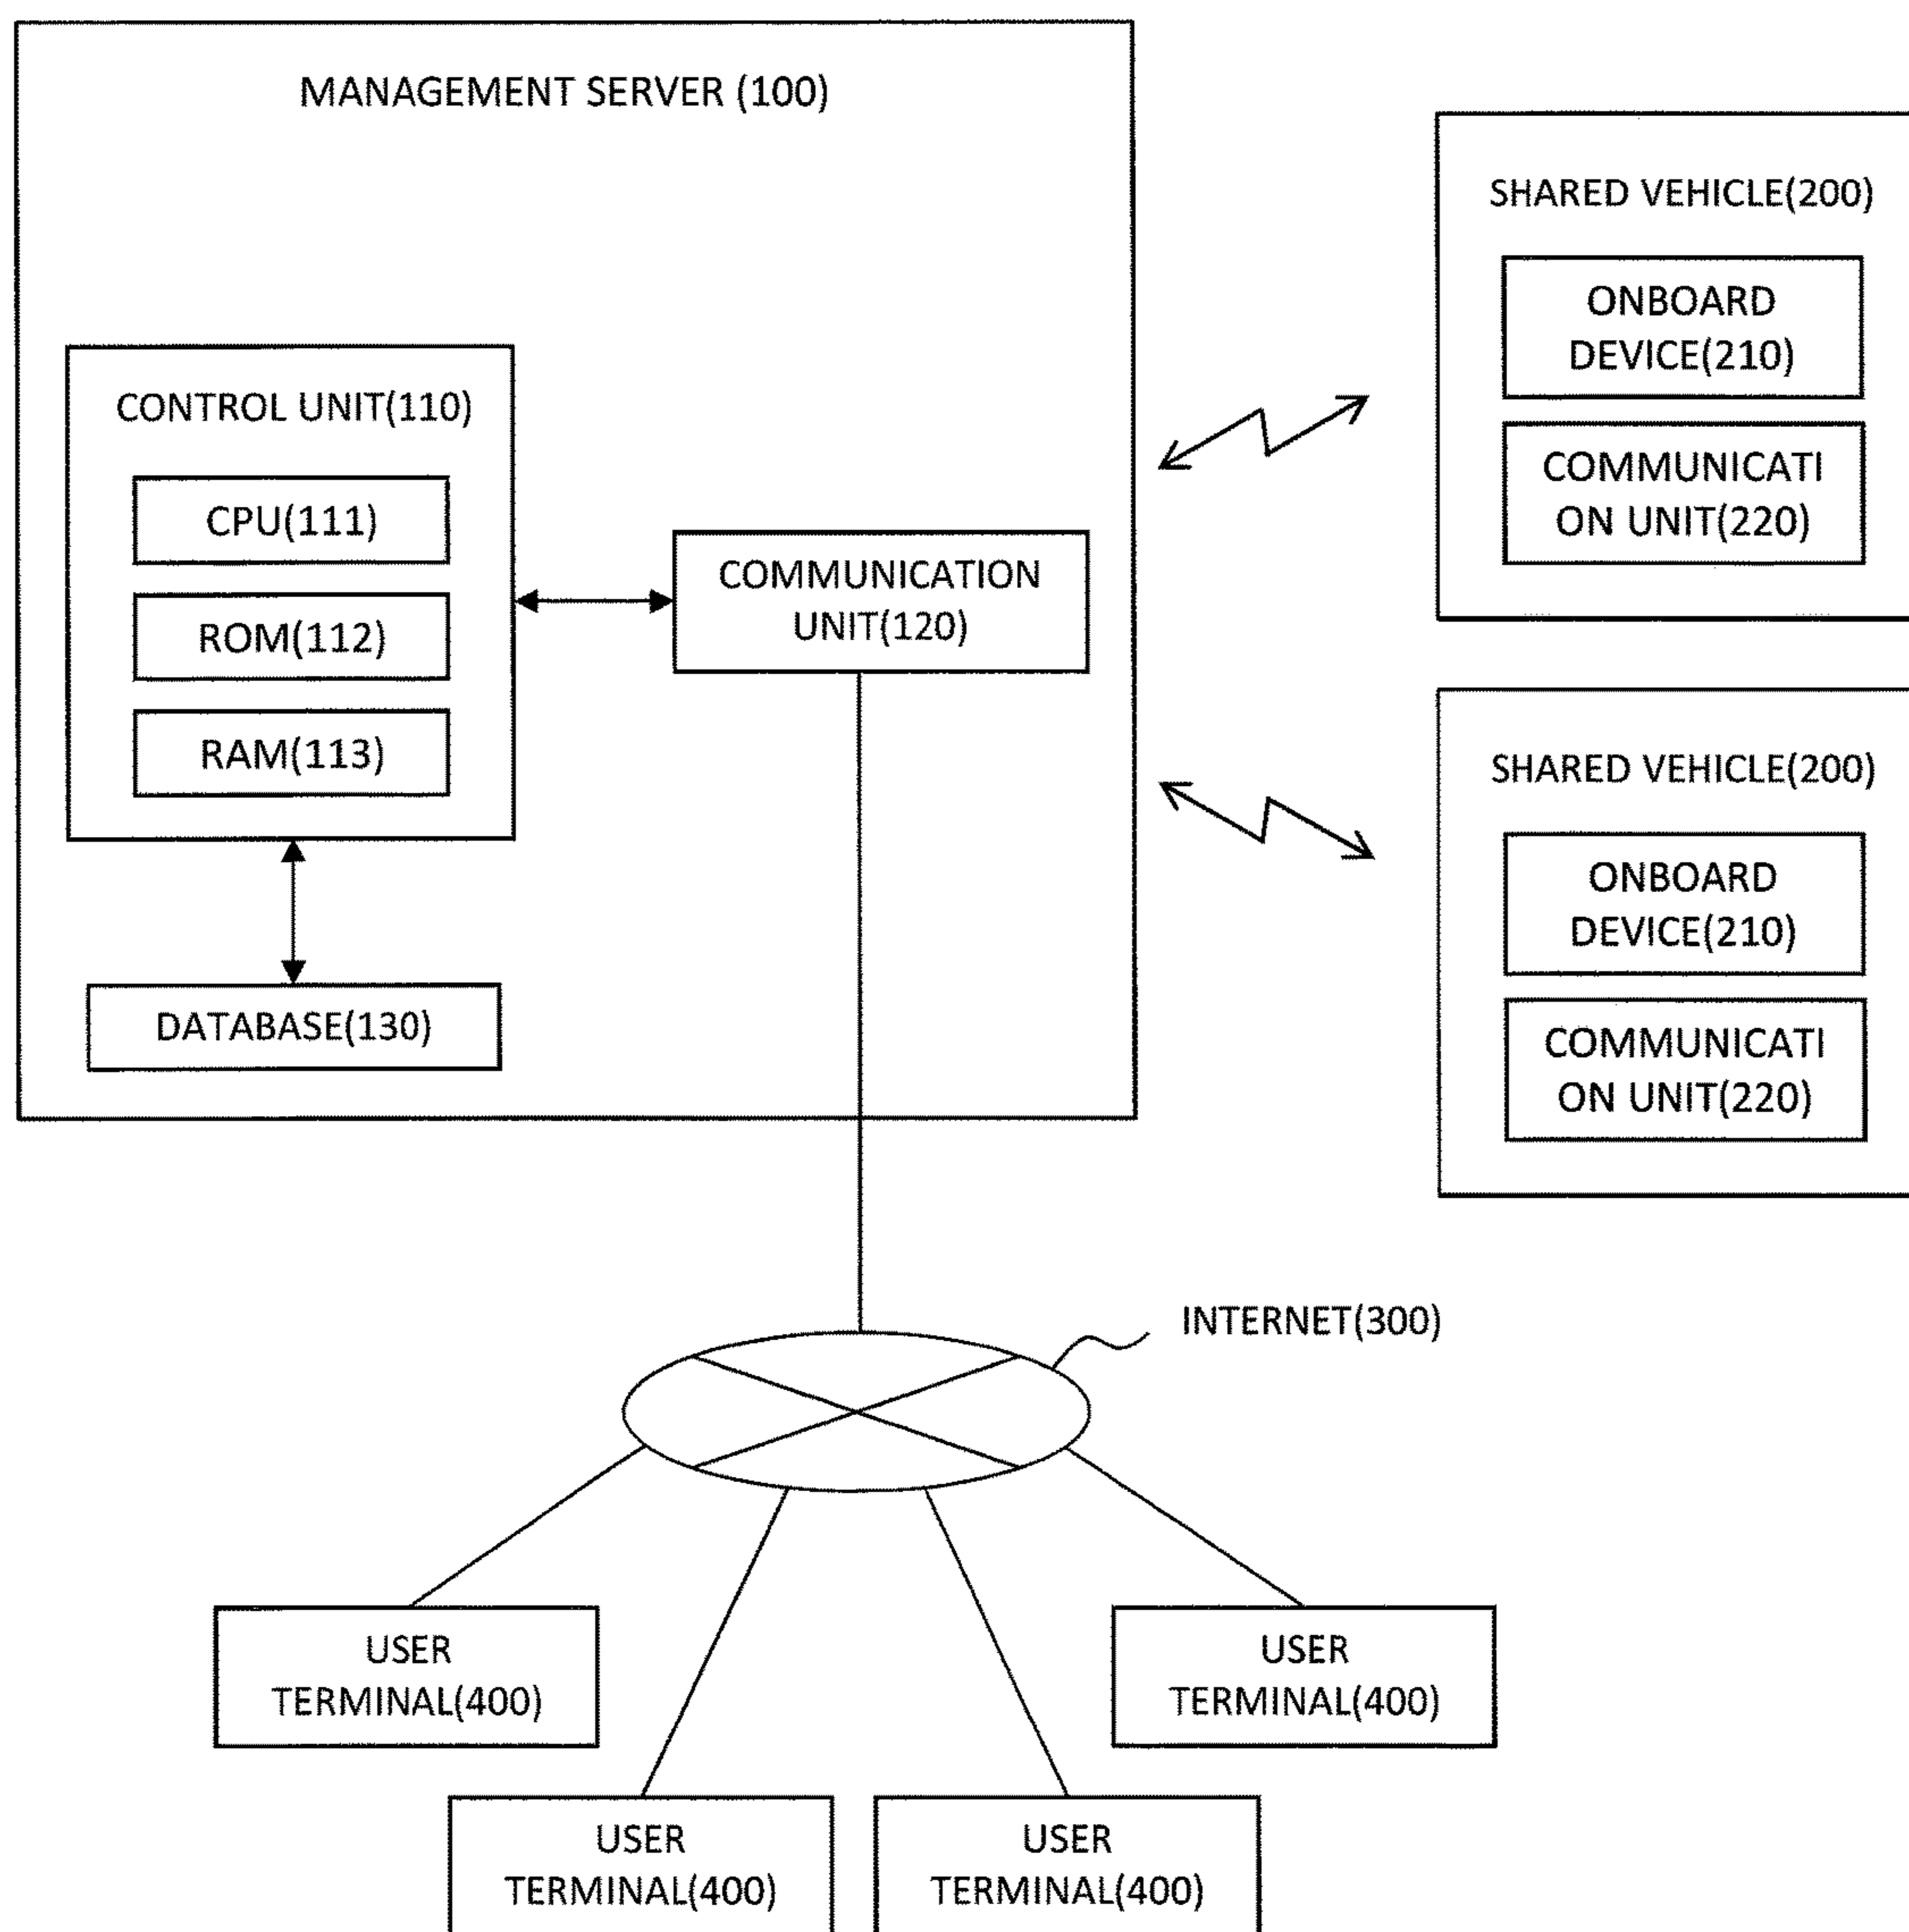 MANAGEMENT SERVER (100)
CONTROL UNIT(110)
CPU(111)
ROM(112)
RAM(113)
COMMUNICATION
UNIT(120)
DATABASE(130)
SHARED VEHICLE(200)
ONBOARD
DEVICE(210)
COMMUNICATI
ON UNIT(220)
SHARED VEHICLE(200)
ONBOARD
DEVICE(210)
COMMUNICATI
ON UNIT(220)
INTERNET(300)
USER
TERMINAL(400)
USER
TERMINAL(400)
USER
TERMINAL(400)
USER
TERMINAL(400)